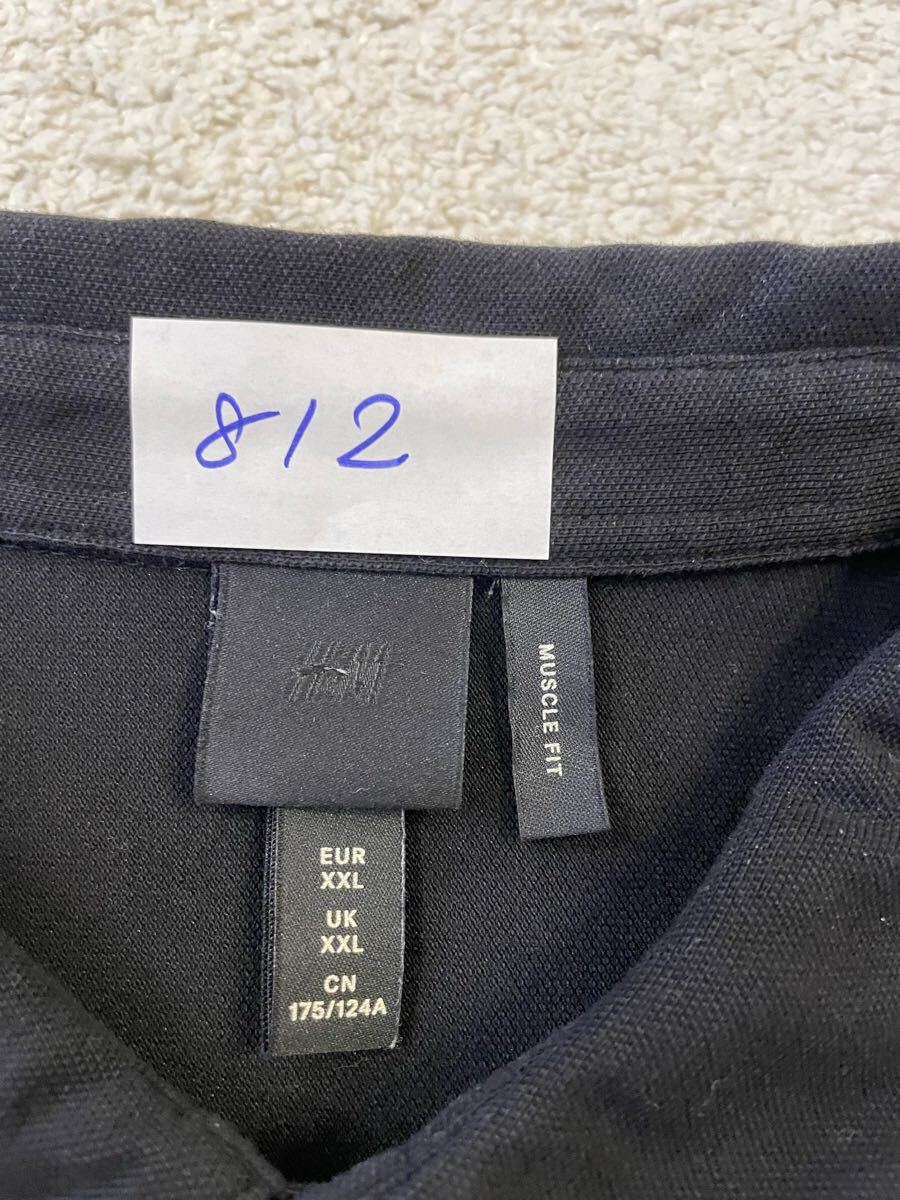 812
H&M
MUSCLE FIT
EUR
XXL
UK
XXL
CN
175/124A